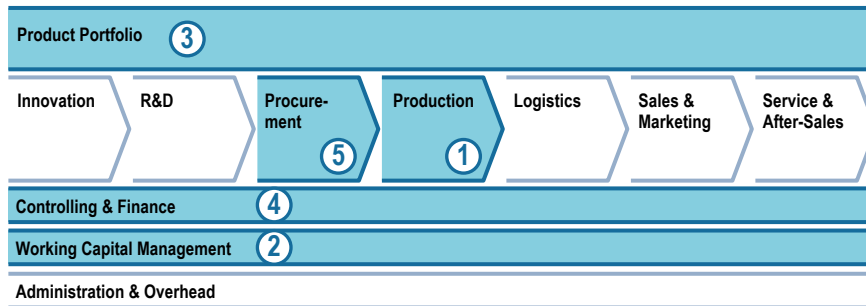 Product Portfolio 3
Innovation R&D Procure- Production Logistics Sales & Service &
ment Marketing After-Sales
5 1
Controlling & Finance 4
Working Capital Management 2
Administration & Overhead